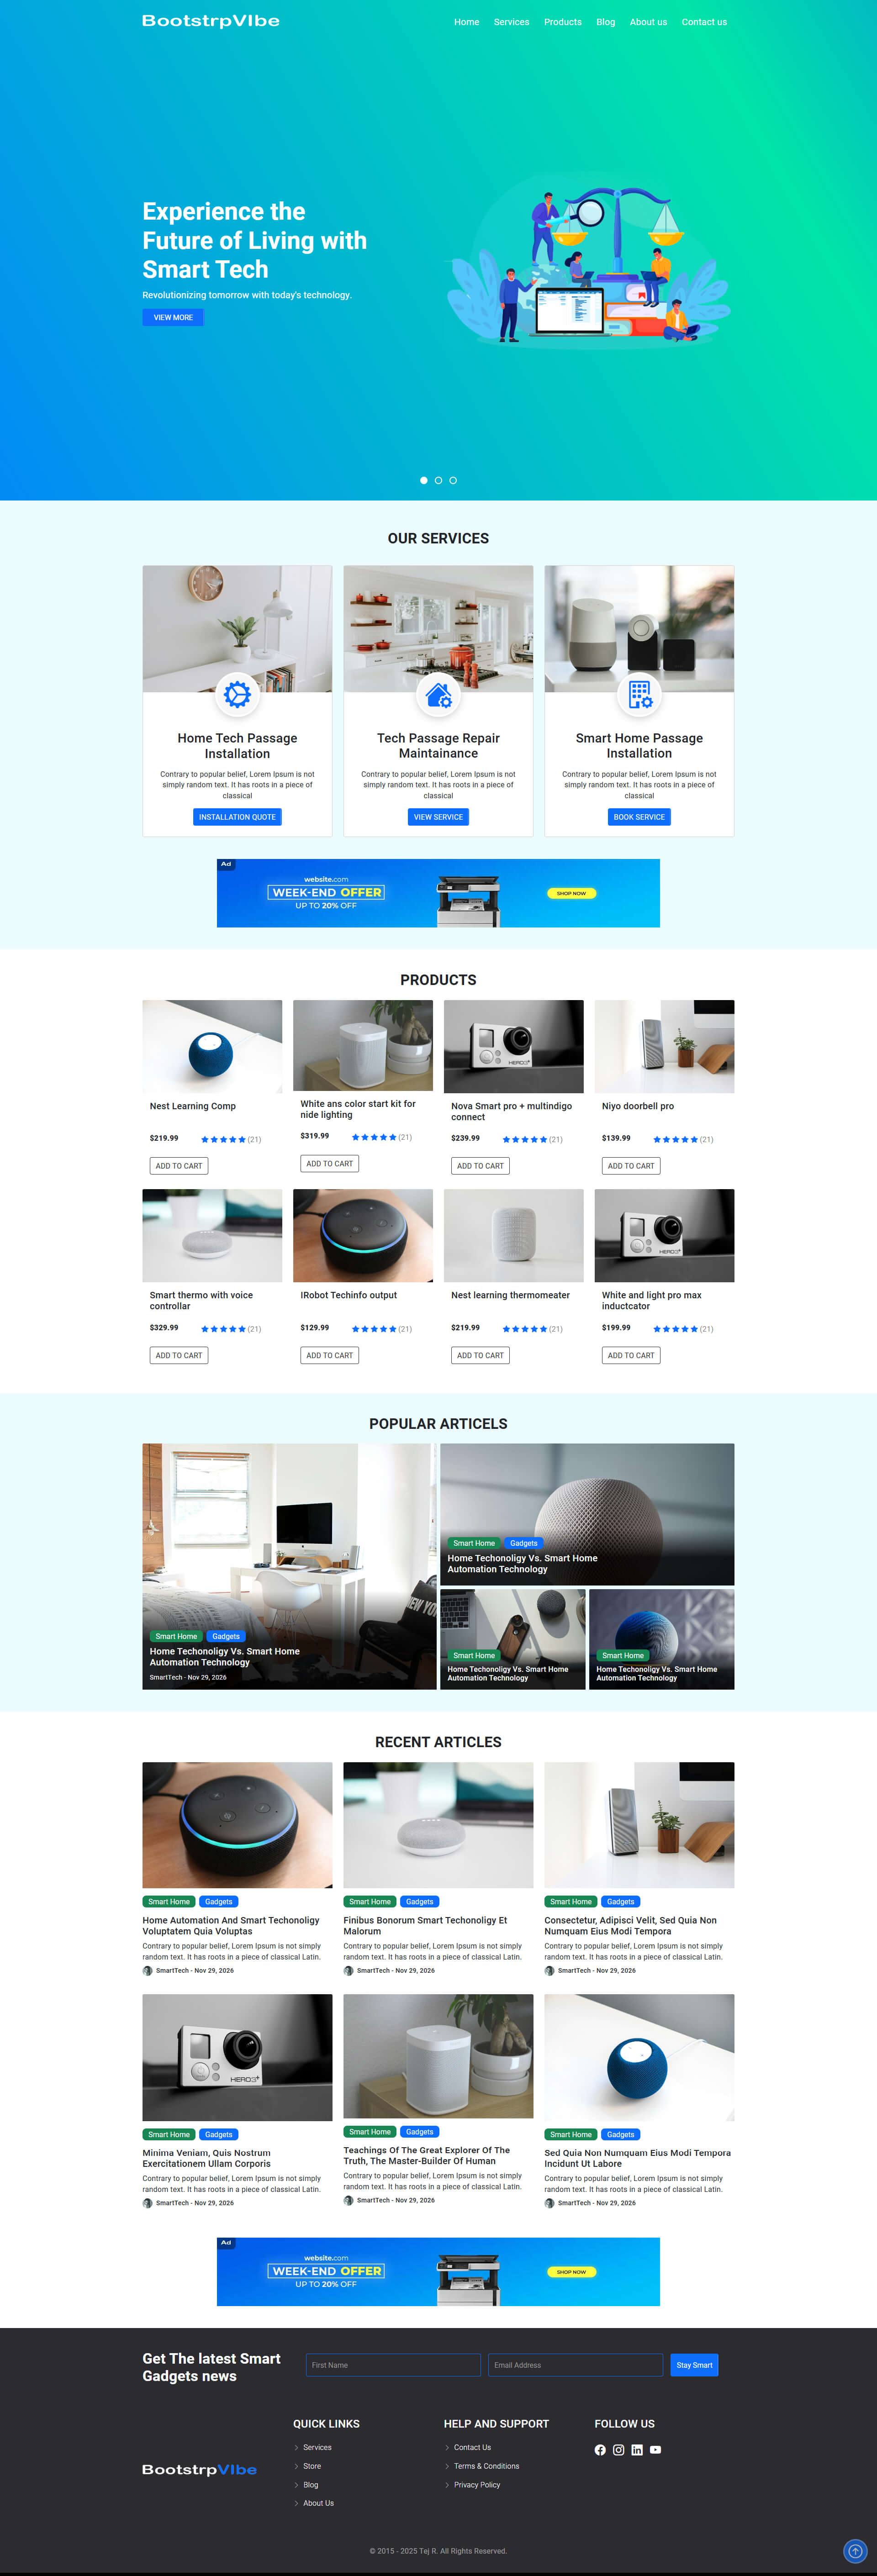 BootstrpVibe
Home Services Products Blog About us Contact us
Experience the
Future of Living with
Smart Tech
Revolutionizing tomorrow with today's technology.
VIEW MORE
OUR SERVICES
Home Tech Passage
Installation
Contrary to popular belief, Lorem Ipsum is not
simply random text. It has roots in a piece of
classical
INSTALLATION QUOTE
Tech Passage Repair
Maintainance
Contrary to popular belief, Lorem Ipsum is not
simply random text. It has roots in a piece of
classical
VIEW SERVICE
Smart Home Passage
Installation
Contrary to popular belief, Lorem Ipsum is not
simply random text. It has roots in a piece of
classical
BOOK SERVICE
Ad
website.com
WEEK-END OFFER
UP TO 20% OFF
SHOP NOW
PRODUCTS
Nest Learning Comp
$219.99 (21)
ADD TO CART
White ans color start kit for
nide lighting
$319.99 (21)
ADD TO CART
HERO3+
Nova Smart pro + multindigo
connect
$239.99 (21)
ADD TO CART
Niyo doorbell pro
$139.99 (21)
ADD TO CART
Smart thermo with voice
controllar
$329.99 (21)
ADD TO CART
IRobot Techinfo output
$129.99 (21)
ADD TO CART
Nest learning thermomeater
$219.99 (21)
ADD TO CART
HERO3+
White and light pro max
inductcator
$199.99 (21)
ADD TO CART
POPULAR ARTICELS
NEW YO
Smart Home Gadgets
Home Techonoligy Vs. Smart Home
Automation Technology
SmartTech - Nov 29, 2026
Smart Home Gadgets
Home Techonoligy Vs. Smart Home
Automation Technology
Smart Home
Home Techonoligy Vs. Smart Home
Automation Technology
Smart Home
Home Techonoligy Vs. Smart Home
Automation Technology
RECENT ARTICLES
Smart Home Gadgets
Home Automation And Smart Techonoligy
Voluptatem Quia Voluptas
Contrary to popular belief, Lorem Ipsum is not simply
random text. It has roots in a piece of classical Latin.
SmartTech - Nov 29, 2026
Smart Home Gadgets
Finibus Bonorum Smart Techonoligy Et
Malorum
Contrary to popular belief, Lorem Ipsum is not simply
random text. It has roots in a piece of classical Latin.
SmartTech - Nov 29, 2026
Smart Home Gadgets
Consectetur, Adipisci Velit, Sed Quia Non
Numquam Eius Modi Tempora
Contrary to popular belief, Lorem Ipsum is not simply
random text. It has roots in a piece of classical Latin.
SmartTech - Nov 29, 2026
HERO3+
Smart Home Gadgets
Minima Veniam, Quis Nostrum
Exercitationem Ullam Corporis
Contrary to popular belief, Lorem Ipsum is not simply
random text. It has roots in a piece of classical Latin.
SmartTech - Nov 29, 2026
Smart Home Gadgets
Teachings Of The Great Explorer Of The
Truth, The Master-Builder Of Human
Contrary to popular belief, Lorem Ipsum is not simply
random text. It has roots in a piece of classical Latin.
SmartTech - Nov 29, 2026
Smart Home Gadgets
Sed Quia Non Numquam Eius Modi Tempora
Incidunt Ut Labore
Contrary to popular belief, Lorem Ipsum is not simply
random text. It has roots in a piece of classical Latin.
SmartTech - Nov 29, 2026
Ad
website.com
WEEK-END OFFER
UP TO 20% OFF
SHOP NOW
Get The latest Smart
Gadgets news
First Name
Email Address
Stay Smart
BootstrpVibe
QUICK LINKS
Services
Store
Blog
About Us
HELP AND SUPPORT
Contact Us
Terms & Conditions
Privacy Policy
FOLLOW US
© 2015 - 2025 Tej R. All Rights Reserved.